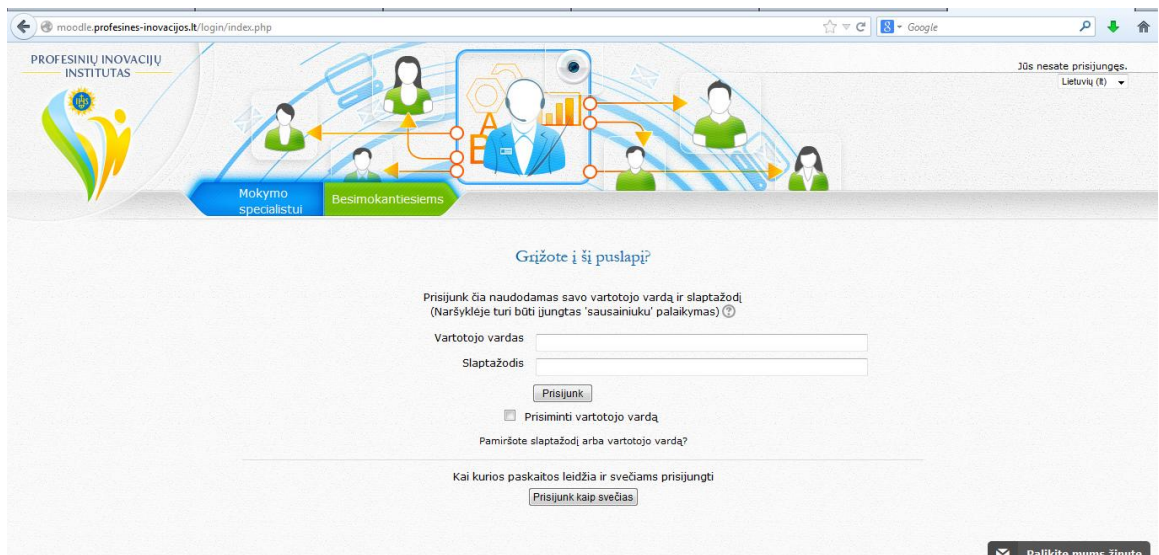 moodle.profesines-inovacijos.lt/login/index.php
Google
PROFESINIŲ INOVACIJŲ
INSTITUTAS
Jūs nesate prisijungęs.
Lietuvių (lt)
A
B
E
Mokymo
specialistui
Besimokantiesiems
Grįžote į šį puslapį?
Prisijunk čia naudodamas savo vartotojo vardą ir slaptažodį
(Naršyklėje turi būti įjungtas 'sausainiuku' palaikymas)
Vartotojo vardas
Slaptažodis
Prisijunk
Prisiminti vartotojo vardą
Pamiršote slaptažodį arba vartotojo vardą?
Kai kurios paskaitos leidžia ir svečiams prisijungti
Prisijunk kaip svečias
Palikite mums žinutę